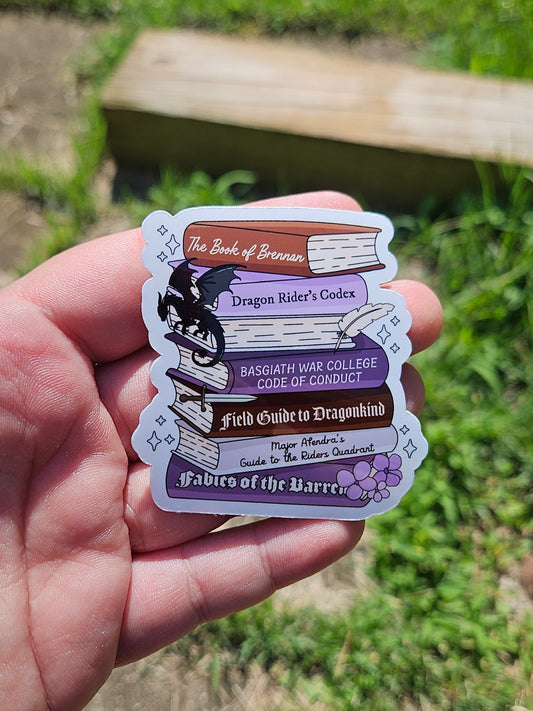 The Book of Brennan
Dragon Rider's Codex
BASGIATH WAR COLLEGE
CODE OF CONDUCT
Field Guide to Dragonkind
Major Afendra's
Guide to the Riders Quadrant
Fables of the Barren